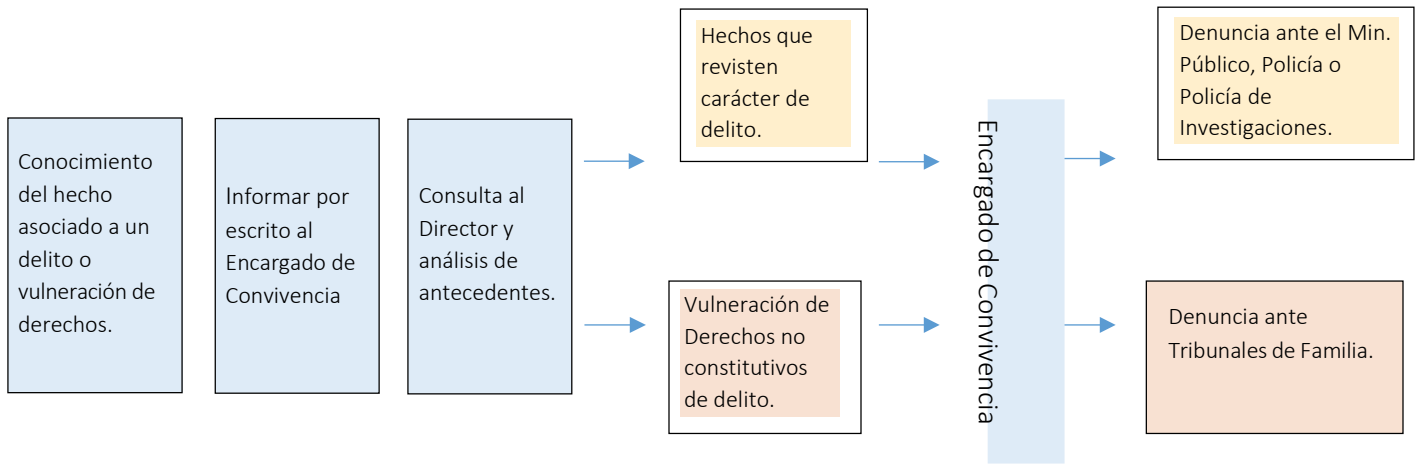 Conocimiento
del hecho
asociado a un
delito o
vulneración de
derechos.
Informar por
escrito al
Encargado de
Convivencia
Consulta al
Director y
análisis de
antecedentes.
Hechos que
revisten
carácter de
delito.
Vulneración de
Derechos no
constitutivos
de delito.
Encargado de Convivencia
Denuncia ante el Min.
Público, Policía o
Policía de
Investigaciones.
Denuncia ante
Tribunales de Familia.